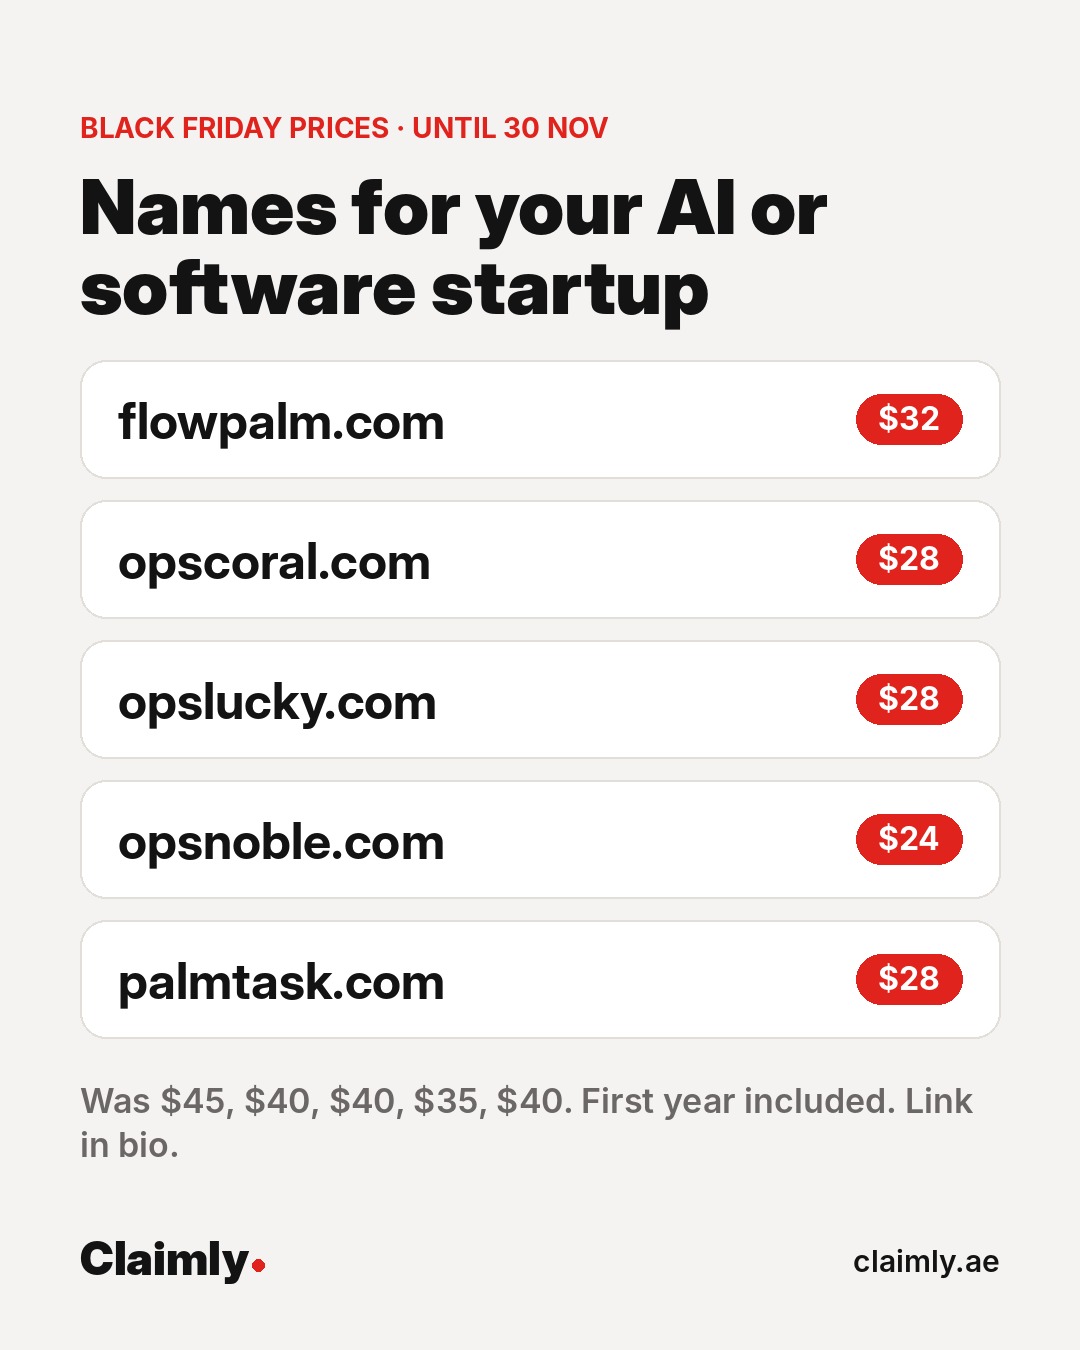 BLACK FRIDAY PRICES · UNTIL 30 NOV
Names for your AI or
software startup
flowpalm.com $32
opscoral.com $28
opslucky.com $28
opsnoble.com $24
palmtask.com $28
Was $45, $40, $40, $35, $40. First year included. Link
in bio.
Claimly. claimly.ae